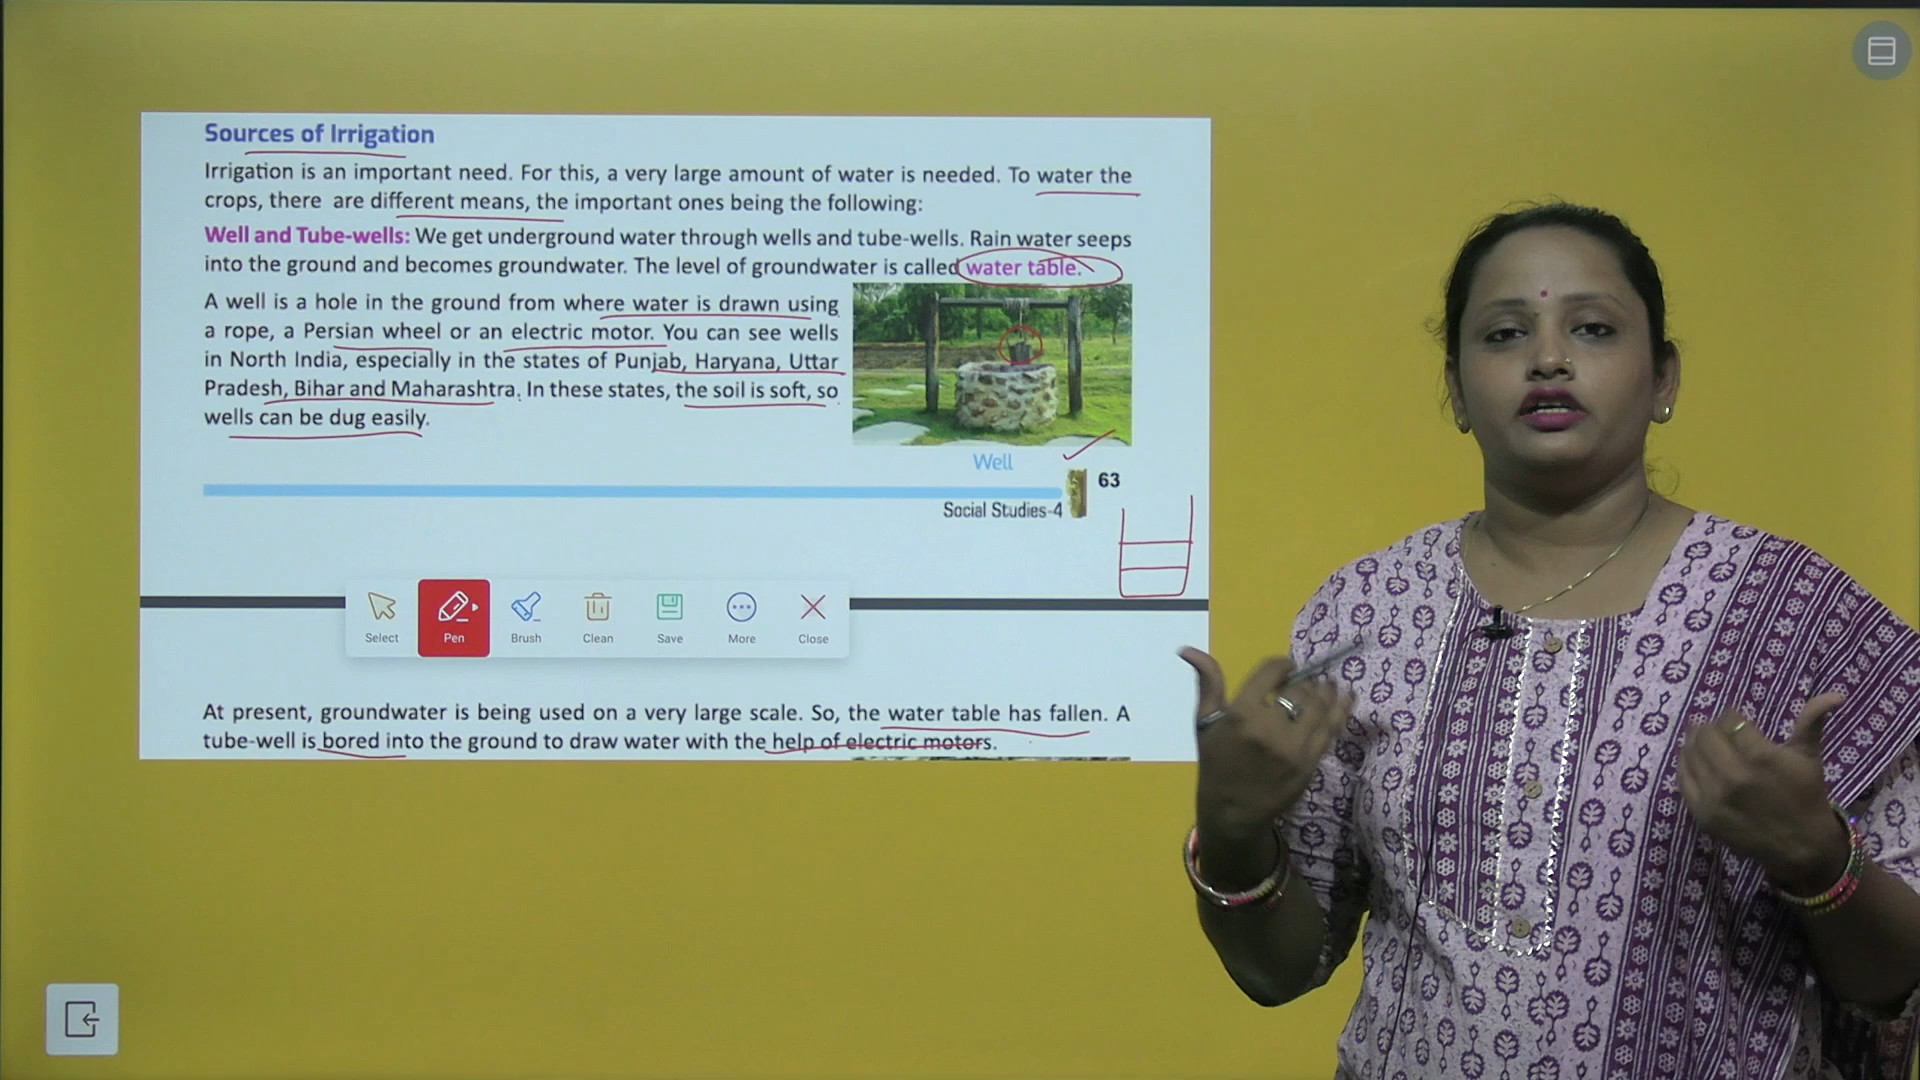 Sources of Irrigation
Irrigation is an important need. For this, a very large amount of water is needed. To water the
crops, there are different means, the important ones being the following:
Well and Tube-wells: We get underground water through wells and tube-wells. Rain water seeps
into the ground and becomes groundwater. The level of groundwater is called water table.
A well is a hole in the ground from where water is drawn using
a rope, a Persian wheel or an electric motor. You can see wells
in North India, especially in the states of Punjab, Haryana, Uttar
Pradesh, Bihar and Maharashtra. In these states, the soil is soft, so
wells can be dug easily.
Well
63
Social Studies-4
Select Pen Brush Clean Save More Close
At present, groundwater is being used on a very large scale. So, the water table has fallen. A
tube-well is bored into the ground to draw water with the help of electric motors.